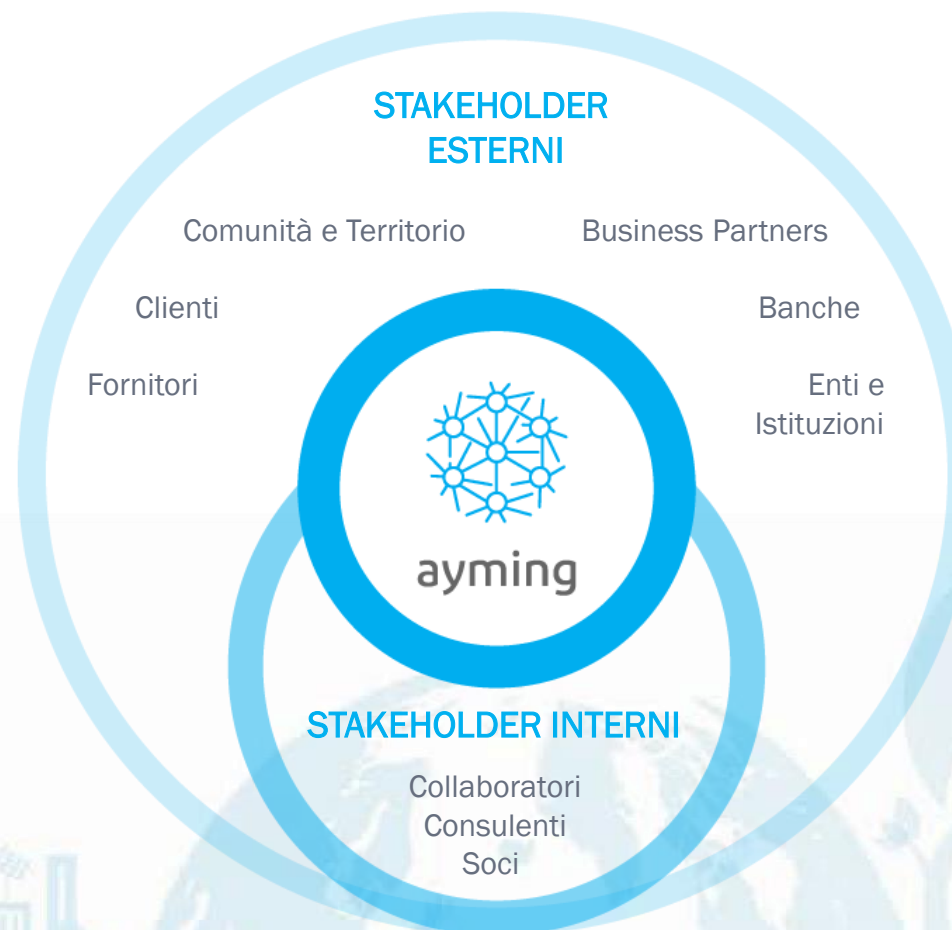 STAKEHOLDER
ESTERNI
Comunità e Territorio
Business Partners
Clienti
Banche
Fornitori
Enti e
Istituzioni
ayming
STAKEHOLDER INTERNI
Collaboratori
Consulenti
Soci